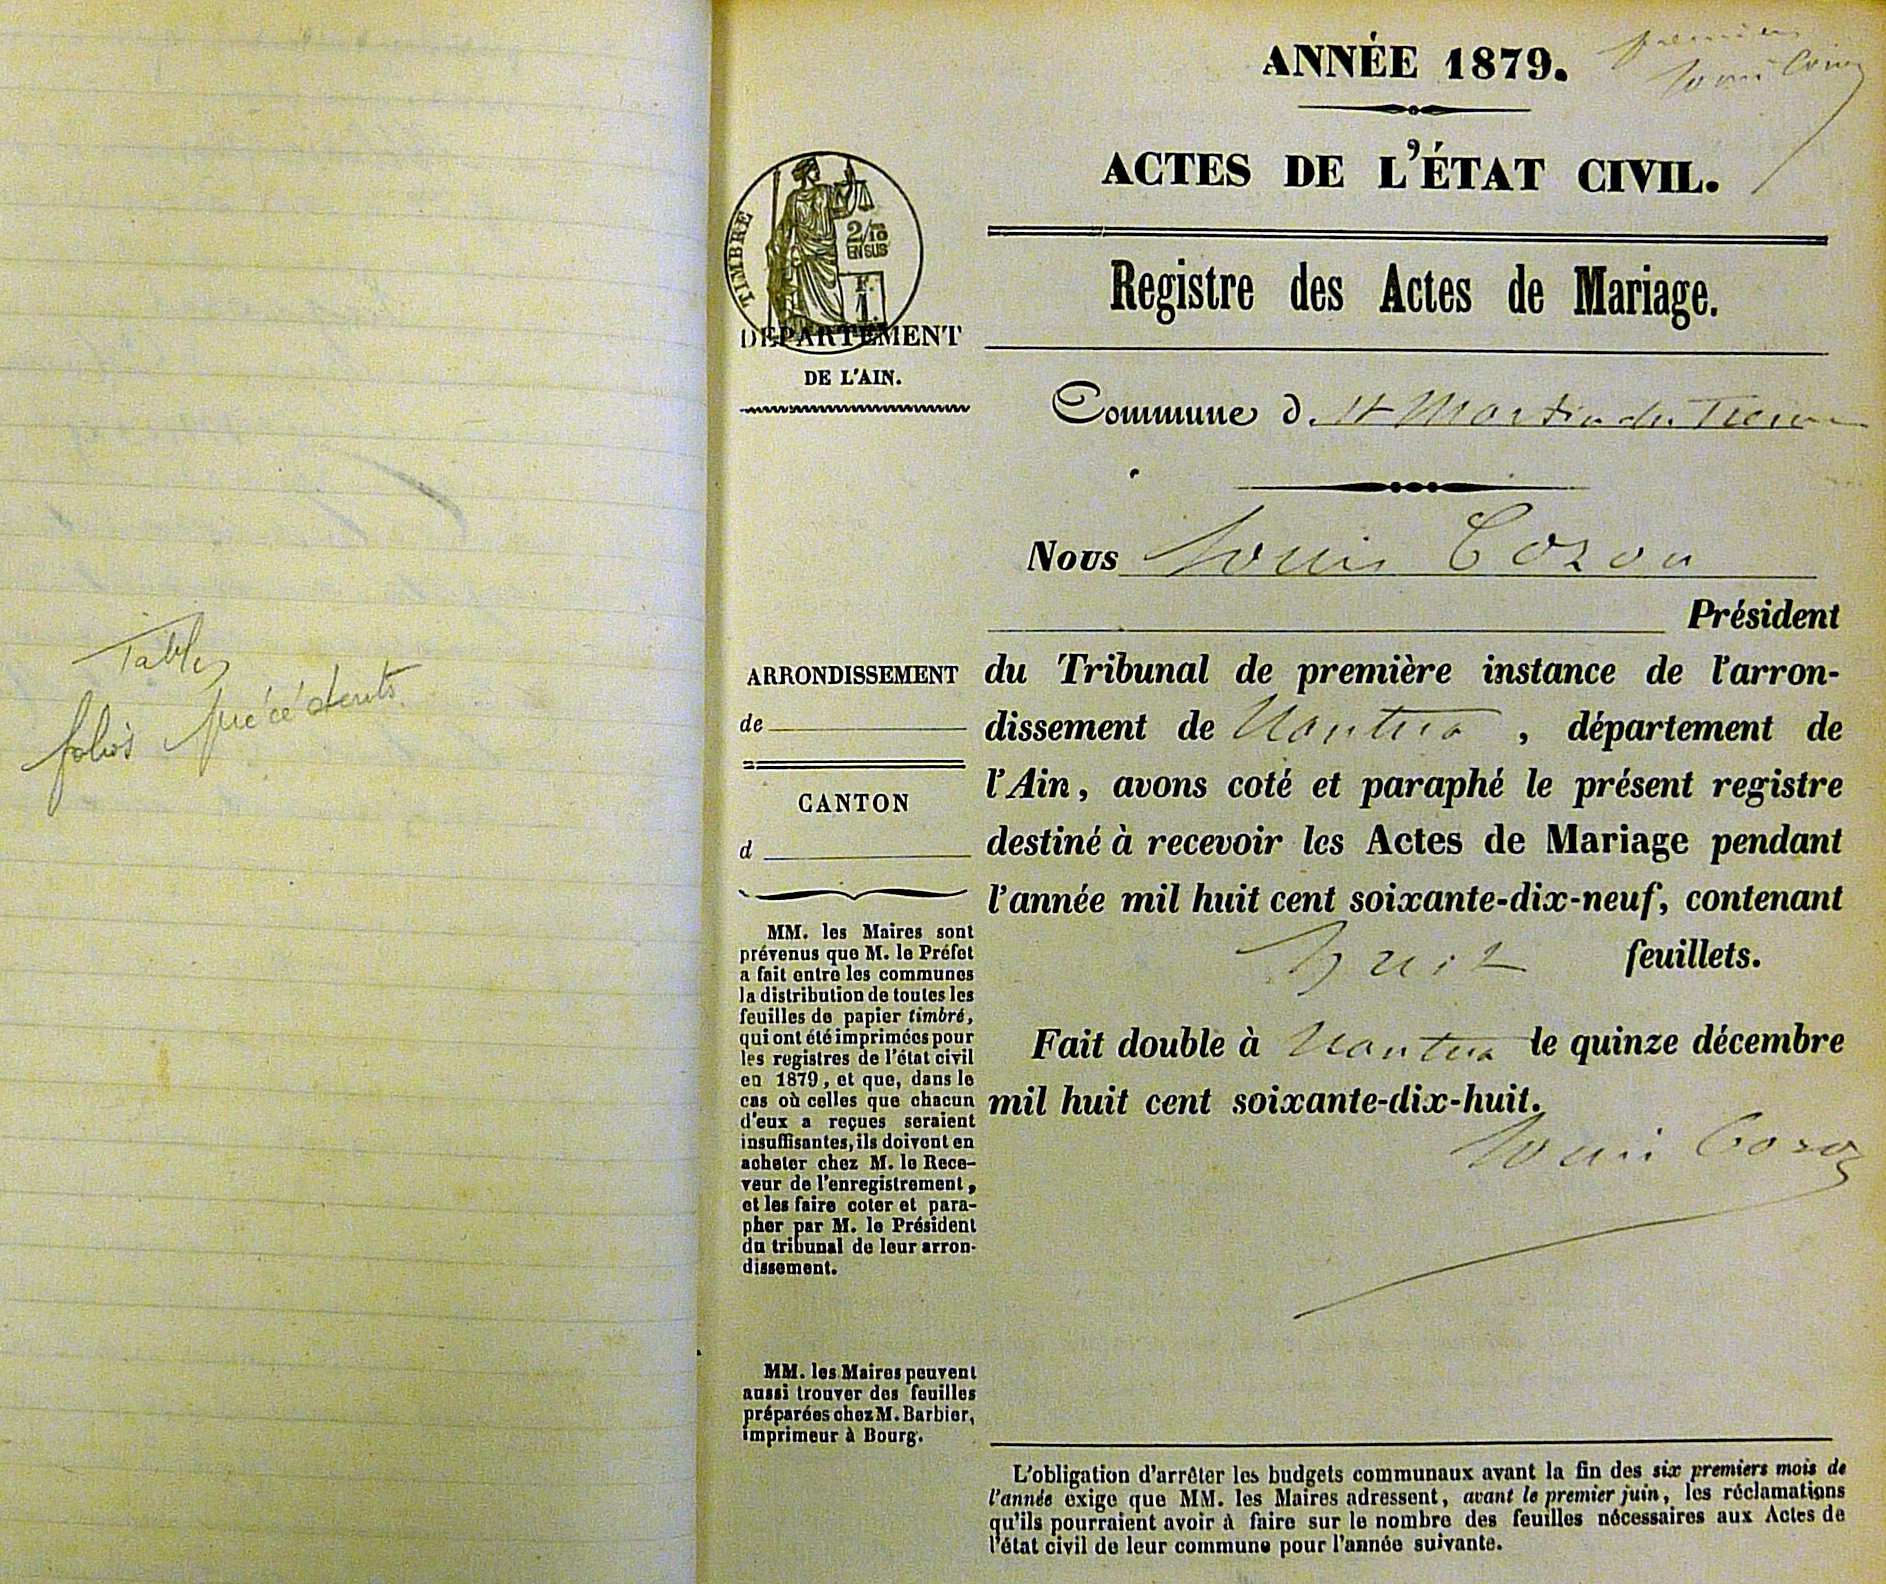 Tables
folios précédents
ANNÉE 1879.
premier
Louis Cozon
ACTES DE L'ÉTAT CIVIL.
Registre des Actes de Mariage.
TIMBRE
2/10
EN SUS
1F.
DÉPARTEMENT
DE L'AIN.
ARRONDISSEMENT
de
CANTON
d
MM. les Maires sont
prévenus que M. le Préfet
a fait entre les communes
la distribution de toutes les
feuilles de papier timbré,
qui ont été imprimées pour
les registres de l'état civil
en 1879, et que, dans le
cas où celles que chacun
d'eux a reçues seraient
insuffisantes, ils doivent en
acheter chez M. le Rece-
veur de l'enregistrement,
et les faire coter et para-
pher par M. le Président
du tribunal de leur arron-
dissement.
MM. les Maires peuvent
aussi trouver des feuilles
préparées chez M. Barbier,
imprimeur à Bourg.
Commune d. St Martin du Frene
Nous Louis Cozon
Président
du Tribunal de première instance de l'arron-
dissement de Nantua, département de
l'Ain, avons coté et paraphé le présent registre
destiné à recevoir les Actes de Mariage pendant
l'année mil huit cent soixante-dix-neuf, contenant
huit feuillets.
Fait double à Nantua le quinze décembre
mil huit cent soixante-dix-huit.
Louis Cozon
L'obligation d'arrêter les budgets communaux avant la fin des six premiers mois de
l'année exige que MM. les Maires adressent, avant le premier juin, les réclamations
qu'ils pourraient avoir à faire sur le nombre des feuilles nécessaires aux Actes de
l'état civil de leur commune pour l'année suivante.